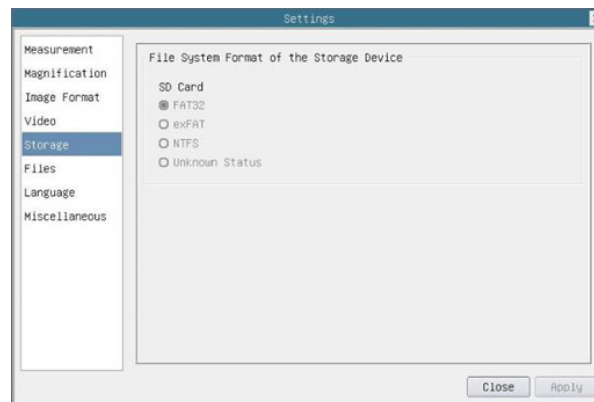 Settings
Measurement
Magnification
Image Format
Video
Storage
Files
Language
Miscellaneous
File System Format of the Storage Device
SD Card
FAT32
exFAT
NTFS
Unknown Status
Close
Apply